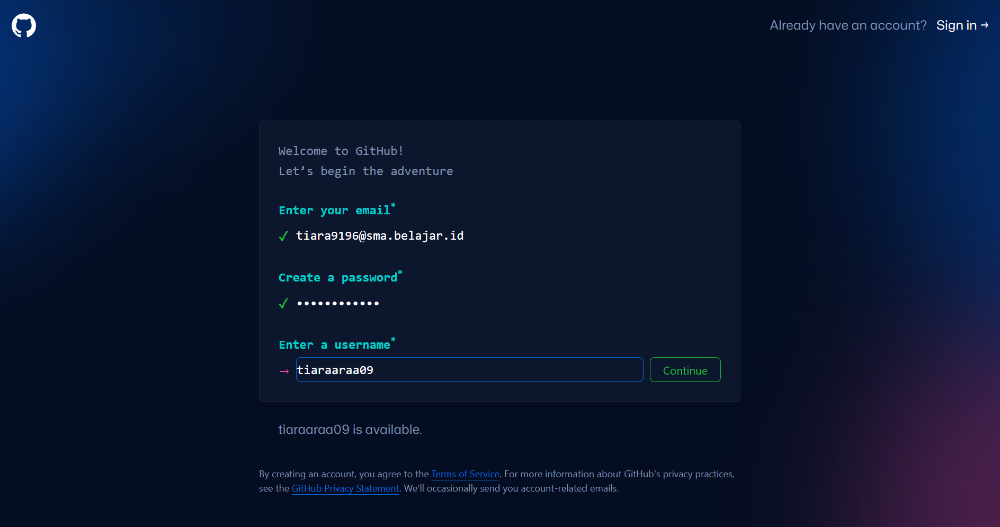 Already have an account? Sign in →
Welcome to GitHub!
Let’s begin the adventure
Enter your email*
✓ tiara9196@sma.belajar.id
Create a password*
✓ ••••••••••••
Enter a username*
→ tiaraaraa09 Continue
tiaraaraa09 is available.
By creating an account, you agree to the Terms of Service. For more information about GitHub's privacy practices,
see the GitHub Privacy Statement. We'll occasionally send you account-related emails.